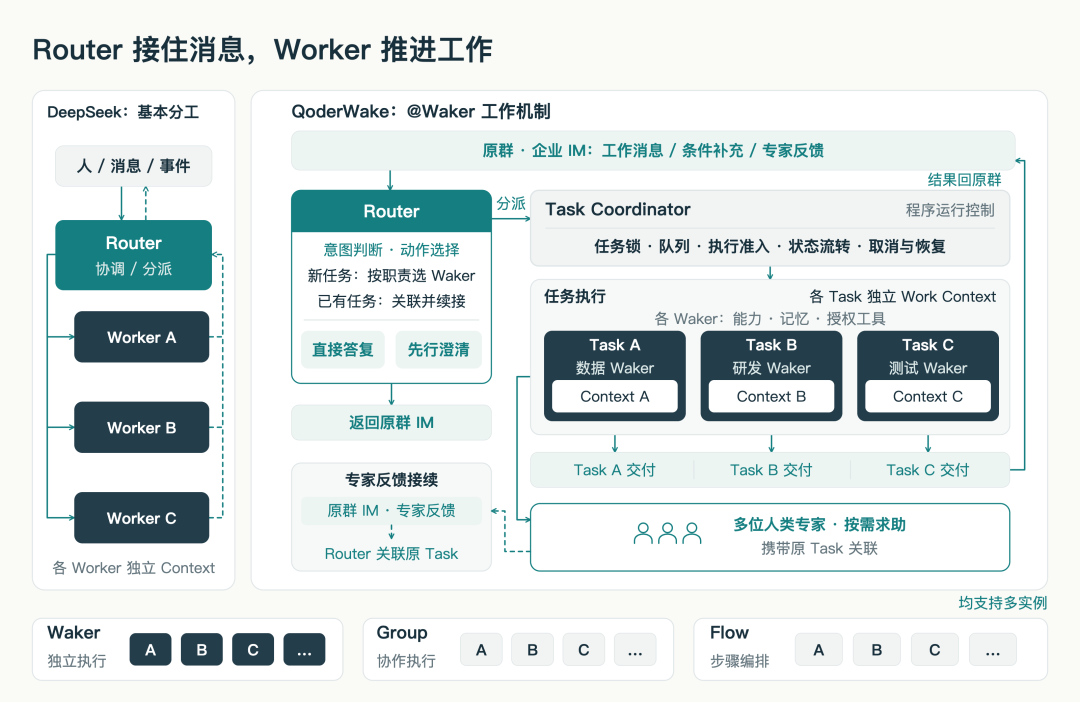 Router 接住消息，Worker 推进工作
DeepSeek：基本分工
人 / 消息 / 事件
Router
协调 / 分派
Worker A
Worker B
Worker C
各 Worker 独立 Context
QoderWake：@Waker 工作机制
原群 · 企业 IM：工作消息 / 条件补充 / 专家反馈
结果回原群
Router
意图判断 · 动作选择
新任务：按职责选 Waker
已有任务：关联并续接
直接答复
先行澄清
返回原群 IM
专家反馈接续
原群 IM · 专家反馈
Router 关联原 Task
分派
Task Coordinator
程序运行控制
任务锁 · 队列 · 执行准入 · 状态流转 · 取消与恢复
任务执行
各 Task 独立 Work Context
各 Waker：能力 · 记忆 · 授权工具
Task A
数据 Waker
Context A
Task B
研发 Waker
Context B
Task C
测试 Waker
Context C
Task A 交付
Task B 交付
Task C 交付
多位人类专家 · 按需求助
携带原 Task 关联
均支持多实例
Waker
独立执行
A
B
C
...
Group
协作执行
A
B
C
...
Flow
步骤编排
A
B
C
...